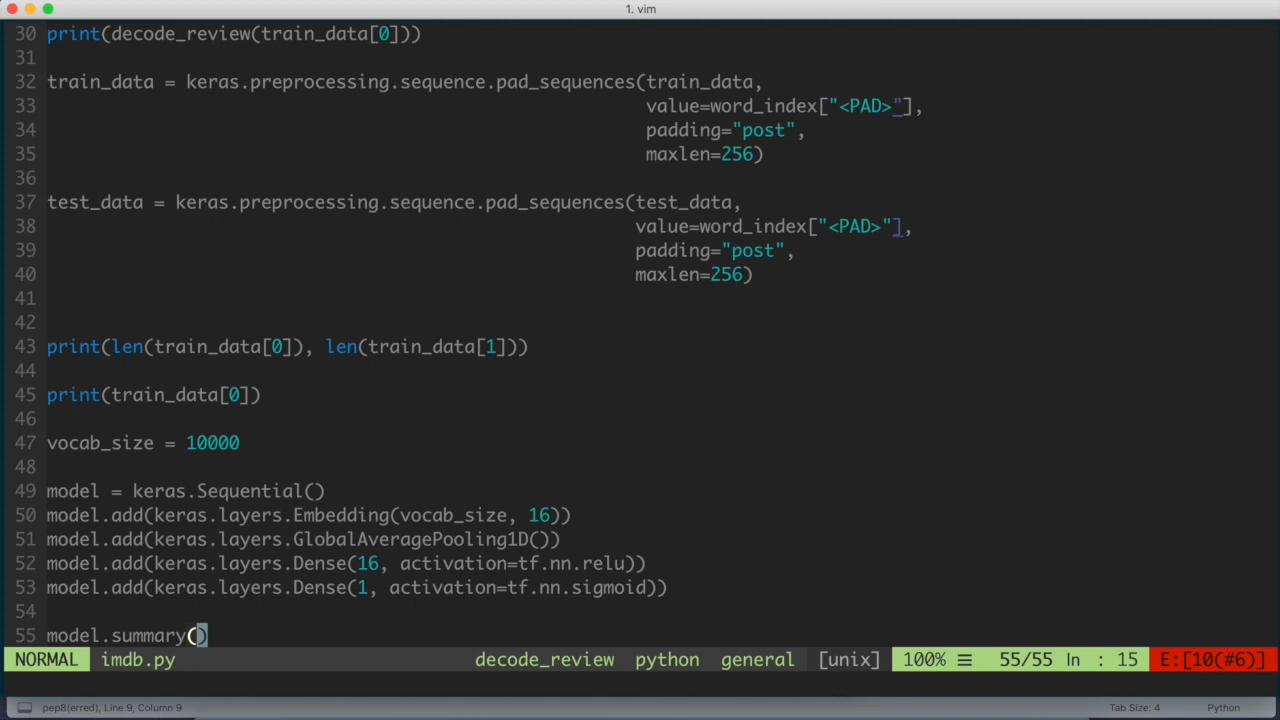 1. vim
30 print(decode_review(train_data[0]))
31
32 train_data = keras.preprocessing.sequence.pad_sequences(train_data,
33 value=word_index["<PAD>"],
34 padding="post",
35 maxlen=256)
36
37 test_data = keras.preprocessing.sequence.pad_sequences(test_data,
38 value=word_index["<PAD>"],
39 padding="post",
40 maxlen=256)
41
42
43 print(len(train_data[0]), len(train_data[1]))
44
45 print(train_data[0])
46
47 vocab_size = 10000
48
49 model = keras.Sequential()
50 model.add(keras.layers.Embedding(vocab_size, 16))
51 model.add(keras.layers.GlobalAveragePooling1D())
52 model.add(keras.layers.Dense(16, activation=tf.nn.relu))
53 model.add(keras.layers.Dense(1, activation=tf.nn.sigmoid))
54
55 model.summary()
NORMAL imdb.py decode_review python general [unix] 100% ☰ 55/55 ln : 15 E:[10(#6)]
pep8(erred), Line 9, Column 9 Tab Size: 4 Python